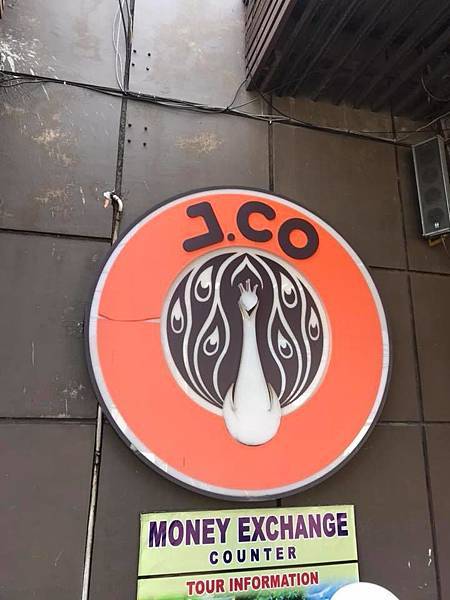 J.CO
MONEY EXCHANGE
COUNTER
TOUR INFORMATION